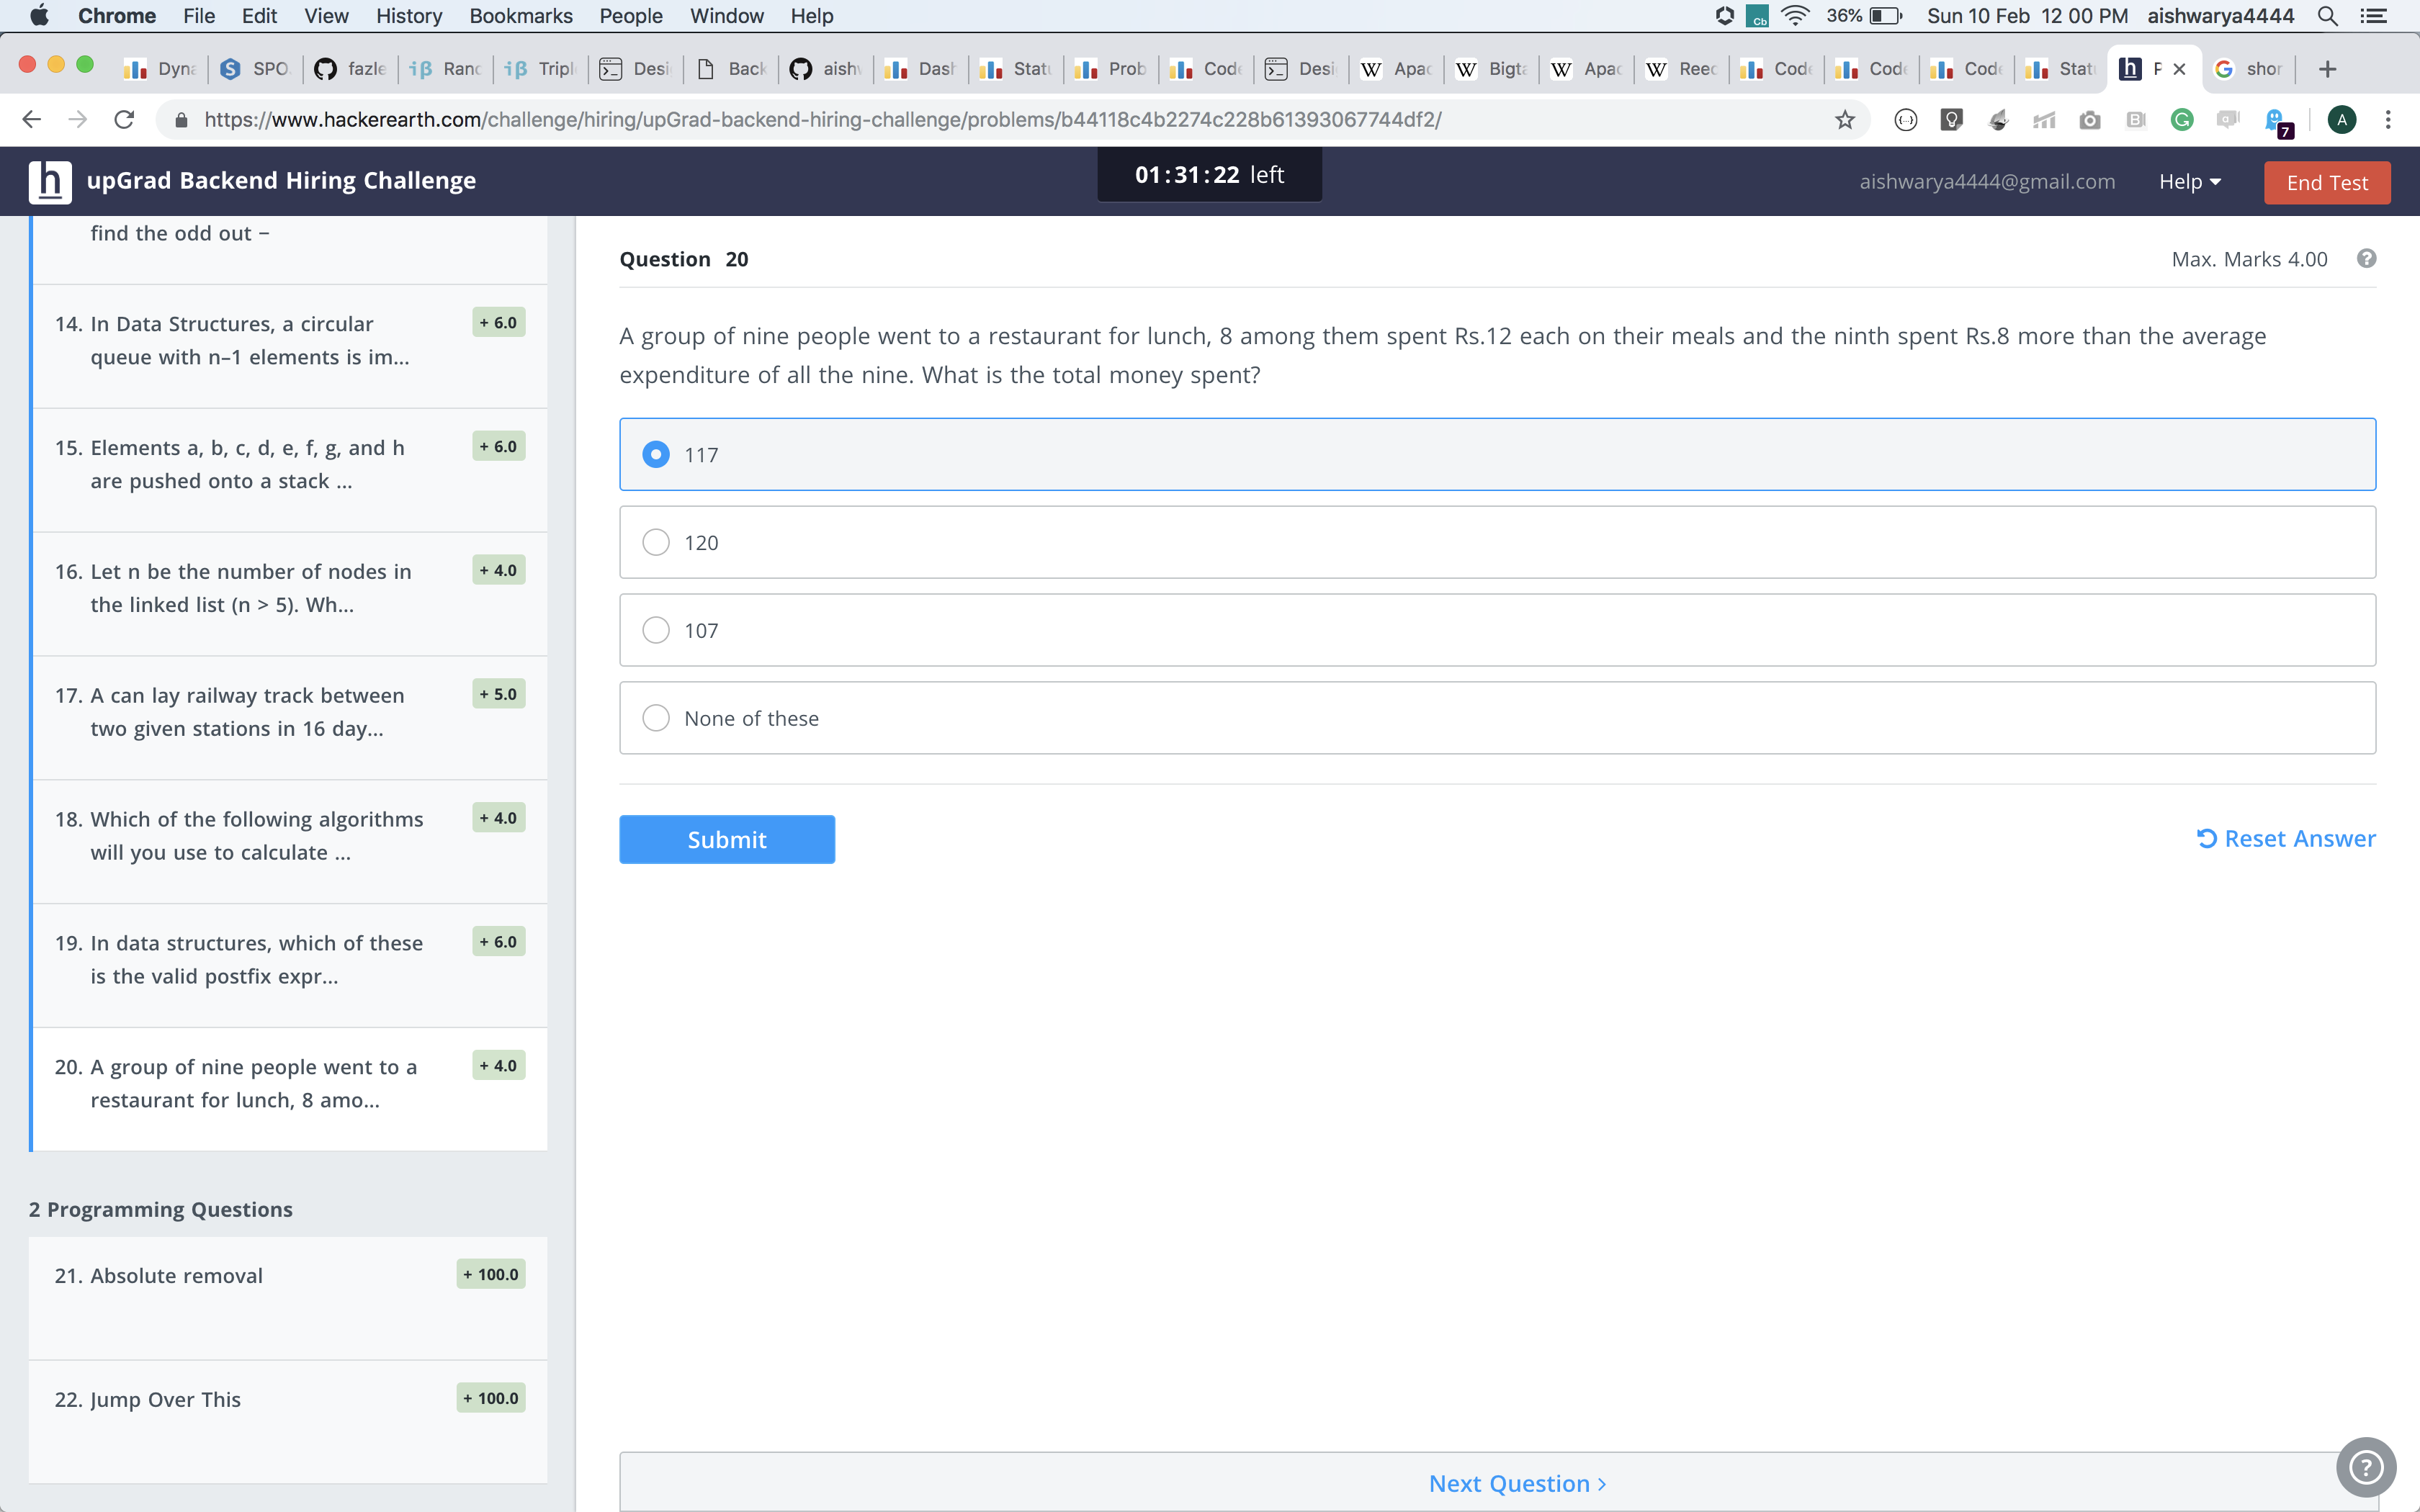 Chrome File Edit View History Bookmarks People Window Help Cb 36% Sun 10 Feb 12 00 PM aishwarya4444
Dyna SPO fazle Rand Tripl Desi Back aish Dash Stat Prob Code Desi Apac Bigta Apac Reed Code Code Code Stat P shor
https://www.hackerearth.com/challenge/hiring/upGrad-backend-hiring-challenge/problems/b44118c4b2274c228b61393067744df2/ 7 A
h upGrad Backend Hiring Challenge 01:31:22 left aishwarya4444@gmail.com Help End Test
find the odd out –
14. In Data Structures, a circular + 6.0
queue with n–1 elements is im...
15. Elements a, b, c, d, e, f, g, and h + 6.0
are pushed onto a stack ...
16. Let n be the number of nodes in + 4.0
the linked list (n > 5). Wh...
17. A can lay railway track between + 5.0
two given stations in 16 day...
18. Which of the following algorithms + 4.0
will you use to calculate ...
19. In data structures, which of these + 6.0
is the valid postfix expr...
20. A group of nine people went to a + 4.0
restaurant for lunch, 8 amo...
2 Programming Questions
21. Absolute removal + 100.0
22. Jump Over This + 100.0
Question 20 Max. Marks 4.00 ?
A group of nine people went to a restaurant for lunch, 8 among them spent Rs.12 each on their meals and the ninth spent Rs.8 more than the average
expenditure of all the nine. What is the total money spent?
117
120
107
None of these
Submit Reset Answer
Next Question >
?